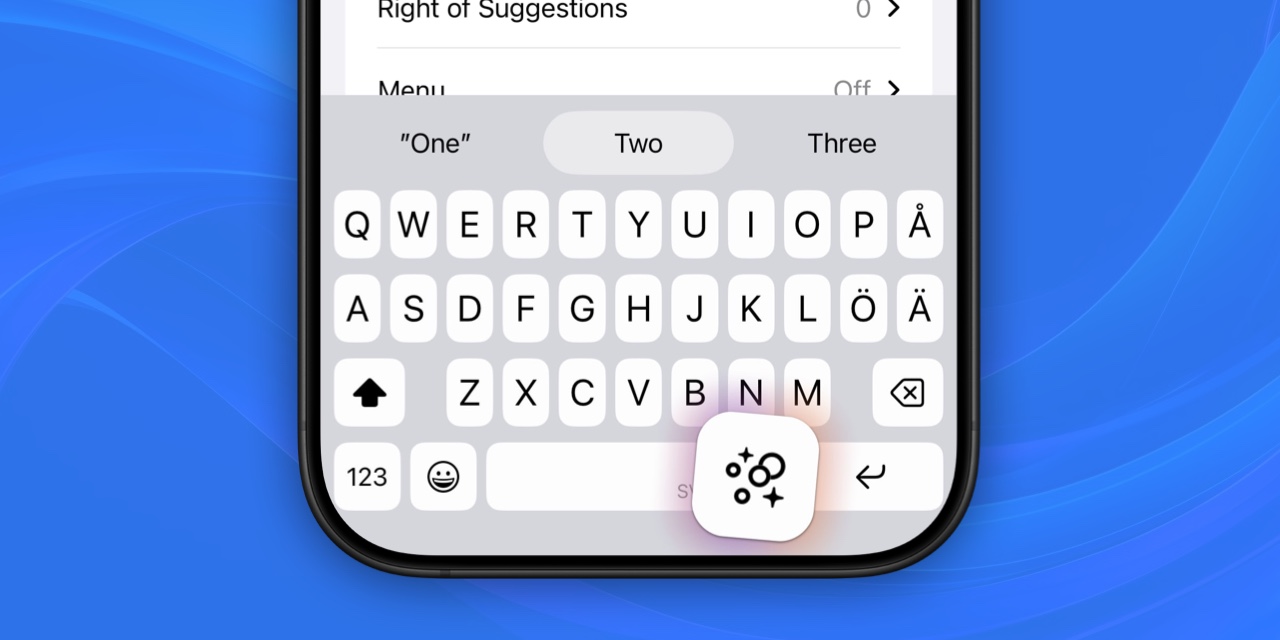 Right of Suggestions 0
Menu Off
"One" Two Three
Q W E R T Y U I O P Å
A S D F G H J K L Ö Ä
Z X C V B N M
123